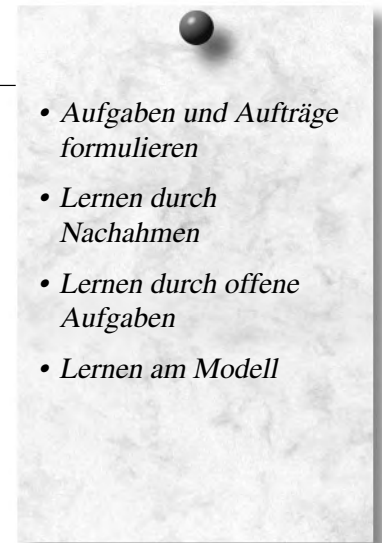 • Aufgaben und Aufträge
formulieren
• Lernen durch
Nachahmen
• Lernen durch offene
Aufgaben
• Lernen am Modell